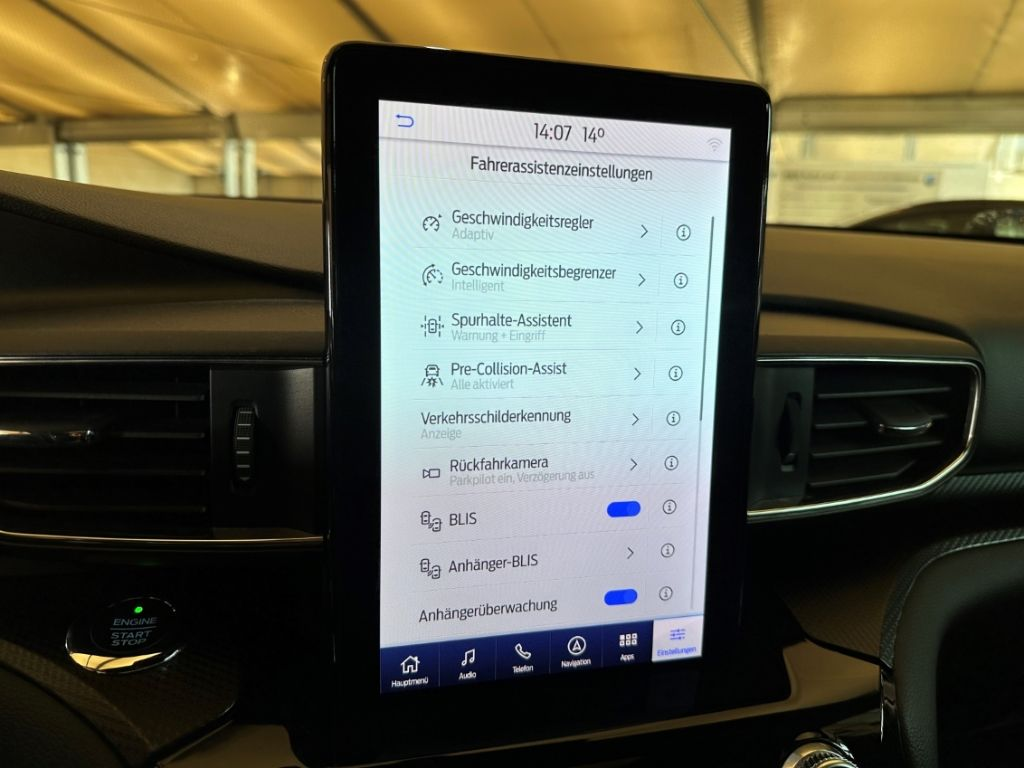 14:07 14°
Fahrerassistenzeinstellungen
Geschwindigkeitsregler
Adaptiv
Geschwindigkeitsbegrenzer
Intelligent
Spurhalte-Assistent
Warnung + Eingriff
Pre-Collision-Assist
Alle aktiviert
Verkehrsschilderkennung
Anzeige
Rückfahrkamera
Parkpilot ein, Verzögerung aus
BLIS
Anhänger-BLIS
Anhängerüberwachung
Hauptmenü
Audio
Telefon
Navigation
Apps
Einstellungen
ENGINE
START
STOP